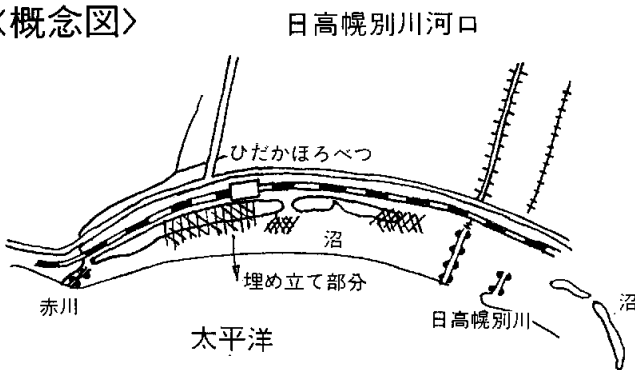 〈概念図〉
日高幌別川河口
ひだかほろべつ
沼
埋め立て部分
赤川
日高幌別川
沼
太平洋